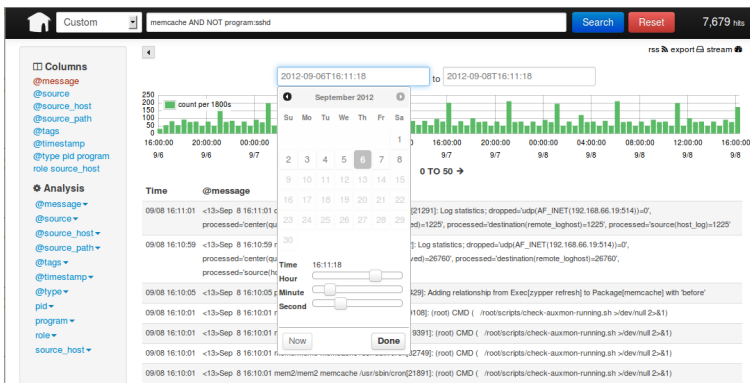 Custom memcache AND NOT program:sshd Search Reset 7,679 hits
rss export stream
2012-09-06T16:11:18 to 2012-09-08T16:11:18
Columns
@message
@source
@source_host
@source_path
@tags
@timestamp
@type pid program
role source_host
Analysis
@message
@source
@source_host
@source_path
@tags
@timestamp
@type
pid
program
role
source_host
250
200
150
100
50
0
count per 1800s
16:00:00 20:00:00 00:00:00 16:00:00 20:00:00 00:00:00 04:00:00 08:00:00 12:00:00 16:00:00
9/6 9/6 9/7 9/7 9/7 9/8 9/8 9/8 9/8 9/8
0 TO 50
September 2012
Su Mo Tu We Th Fr Sa
1
2 3 4 5 6 7 8
9 10 11 12 13 14 15
16 17 18 19 20 21 22
23 24 25 26 27 28 29
30
Time 16:11:18
Hour
Minute
Second
Now Done
Time @message
09/08 16:11:01 <13>Sep 8 16:11:01 [21291]: Log statistics; dropped='udp(AF_INET(192.168.66.19:514))=0',
processed='center(qu ed)=1225', processed='destination(remote_loghost)=1225', processed='source(host_log)=1225'
09/08 16:10:59 <13>Sep 8 16:10:59 ]: Log statistics; dropped='udp(AF_INET(192.168.66.19:514))=0',
processed='center(qu ved)=26760', processed='destination(remote_loghost)=26760',
processed='source(ho
09/08 16:10:05 <13>Sep 8 16:10:05 p 429]: Adding relationship from Exec[zypper refresh] to Package[memcache] with 'before'
09/08 16:10:01 <13>Sep 8 16:10:01 r 9108]: (root) CMD ( /root/scripts/check-auxmon-running.sh >/dev/null 2>&1)
09/08 16:10:01 <13>Sep 8 16:10:01 r 9391]: (root) CMD ( /root/scripts/check-auxmon-running.sh >/dev/null 2>&1)
09/08 16:10:01 <13>Sep 8 16:10:01 [32749]: (root) CMD ( /root/scripts/check-auxmon-running.sh >/dev/null 2>&1)
09/08 16:10:01 <13>Sep 8 16:10:01 mem2/mem2 memcache /usr/sbin/cron[21891]: (root) CMD ( /root/scripts/check-auxmon-running.sh >/dev/null 2>&1)